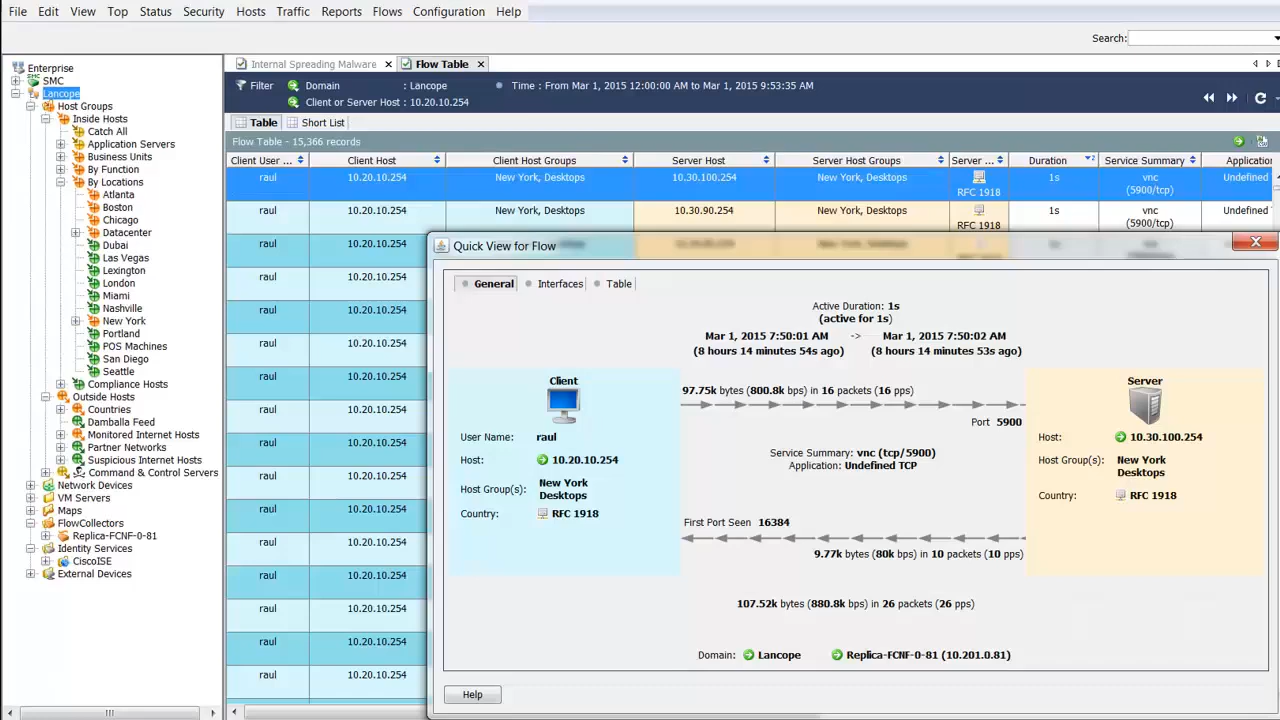 File Edit View Top Status Security Hosts Traffic Reports Flows Configuration Help
Search:
Enterprise
SMC
Lancope
Host Groups
Inside Hosts
Catch All
Application Servers
Business Units
By Function
By Locations
Atlanta
Boston
Chicago
Datacenter
Dubai
Las Vegas
Lexington
London
Miami
Nashville
New York
Portland
POS Machines
San Diego
Seattle
Compliance Hosts
Outside Hosts
Countries
Damballa Feed
Monitored Internet Hosts
Partner Networks
Suspicious Internet Hosts
Command & Control Servers
Network Devices
VM Servers
Maps
FlowCollectors
Replica-FCNF-0-81
Identity Services
CiscoISE
External Devices
Internal Spreading Malware Flow Table
Filter Domain : Lancope Time : From Mar 1, 2015 12:00:00 AM to Mar 1, 2015 9:53:35 AM
Client or Server Host : 10.20.10.254
Table Short List
Flow Table - 15,366 records
Client User ... Client Host Client Host Groups Server Host Server Host Groups Server ... Duration Service Summary Application
raul 10.20.10.254 New York, Desktops 10.30.100.254 New York, Desktops RFC 1918 1s vnc (5900/tcp) Undefined
raul 10.20.10.254 New York, Desktops 10.30.90.254 New York, Desktops RFC 1918 1s vnc (5900/tcp) Undefined
raul 10.20.10.254
raul 10.20.10.254
raul 10.20.10.254
raul 10.20.10.254
raul 10.20.10.254
raul 10.20.10.254
raul 10.20.10.254
raul 10.20.10.254
raul 10.20.10.254
raul 10.20.10.254
raul 10.20.10.254
raul 10.20.10.254
raul 10.20.10.254
raul 10.20.10.254
Quick View for Flow
General Interfaces Table
Active Duration: 1s
(active for 1s)
Mar 1, 2015 7:50:01 AM -> Mar 1, 2015 7:50:02 AM
(8 hours 14 minutes 54s ago) (8 hours 14 minutes 53s ago)
Client
User Name: raul
Host: 10.20.10.254
Host Group(s): New York
Desktops
Country: RFC 1918
97.75k bytes (800.8k bps) in 16 packets (16 pps)
Port 5900
Service Summary: vnc (tcp/5900)
Application: Undefined TCP
First Port Seen 16384
9.77k bytes (80k bps) in 10 packets (10 pps)
Server
Host: 10.30.100.254
Host Group(s): New York
Desktops
Country: RFC 1918
107.52k bytes (880.8k bps) in 26 packets (26 pps)
Domain: Lancope Replica-FCNF-0-81 (10.201.0.81)
Help